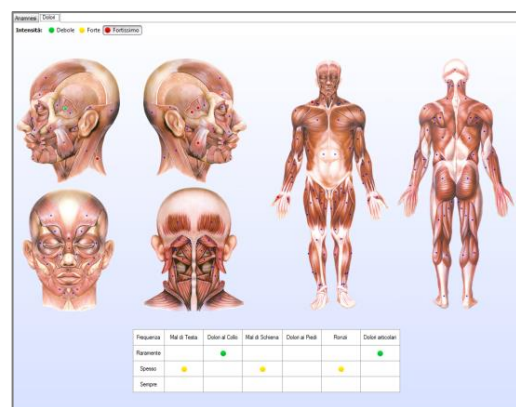 Anamnesi Dolori
Intensità: Debole Forte Fortissimo
Frequenza Mal di Testa Dolori al Collo Mal di Schiena Dolori ai Piedi Ronzii Dolori articolari
Raramente
Spesso
Sempre